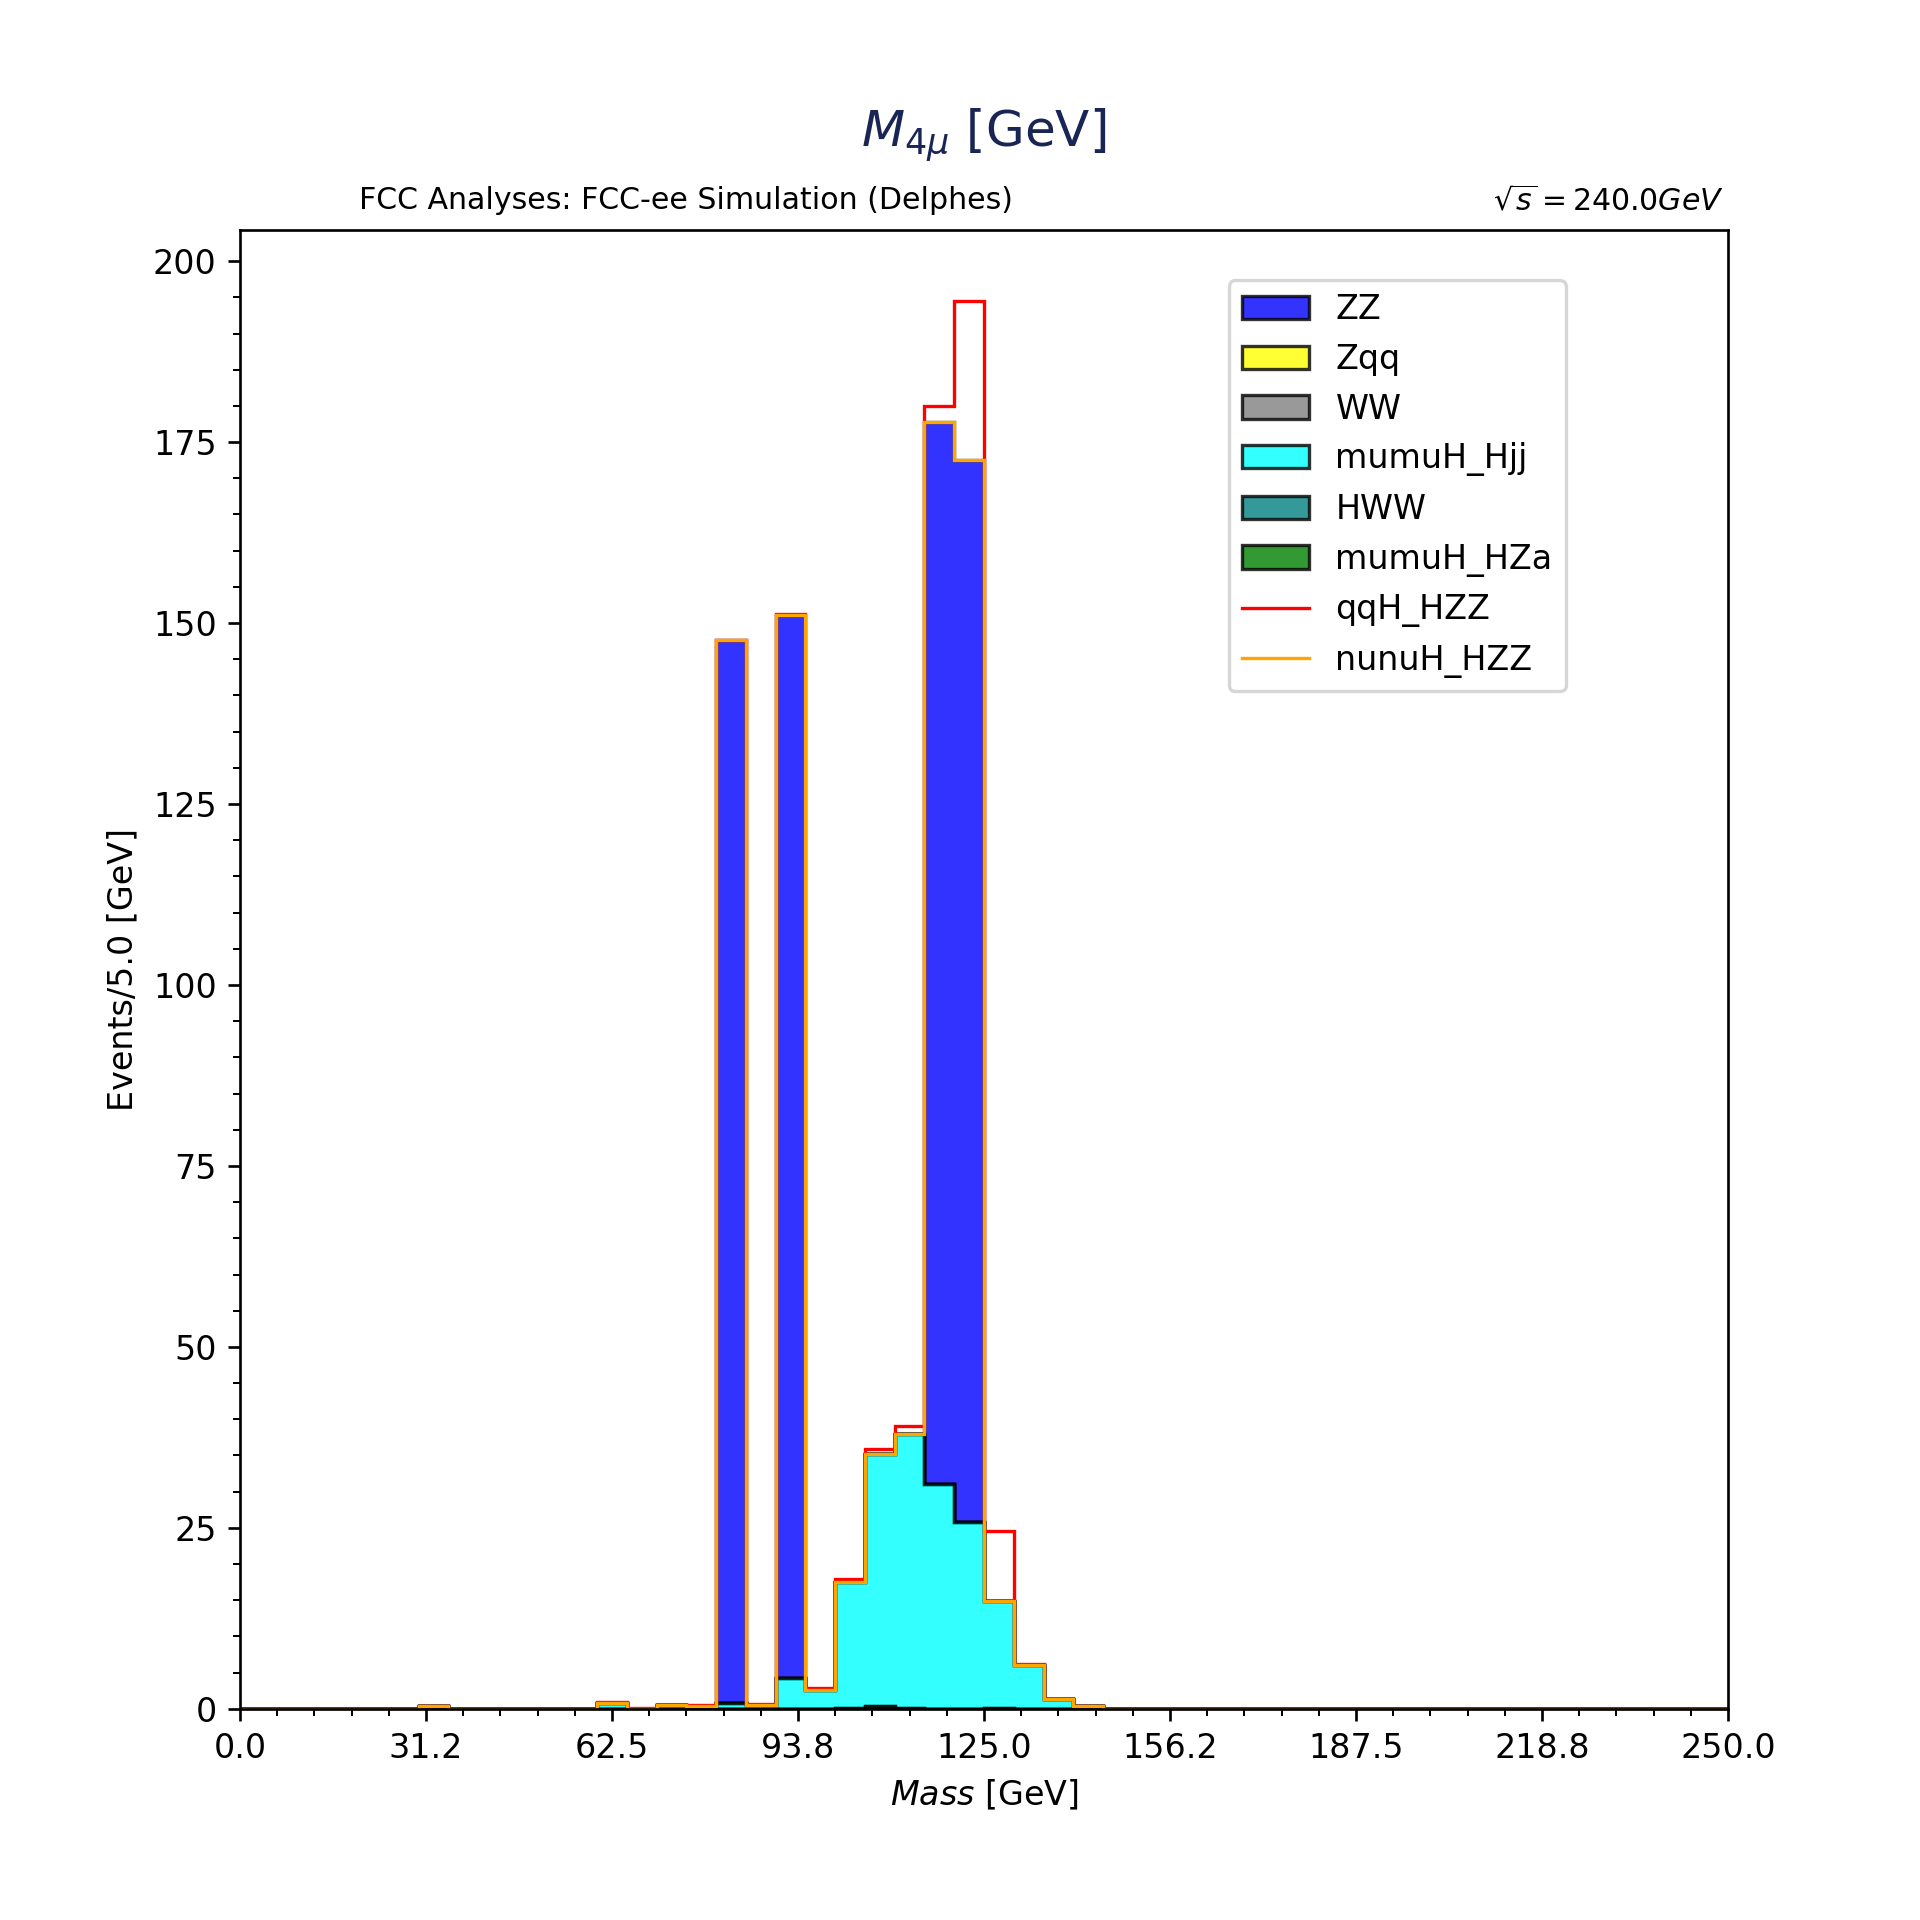 M4μ [GeV]
FCC Analyses: FCC-ee Simulation (Delphes)
√s = 240.0GeV
Events/5.0 [GeV]
200
175
150
125
100
75
50
25
0
ZZ
Zqq
WW
mumuH_Hjj
HWW
mumuH_HZa
qqH_HZZ
nunuH_HZZ
0.0 31.2 62.5 93.8 125.0 156.2 187.5 218.8 250.0
Mass [GeV]